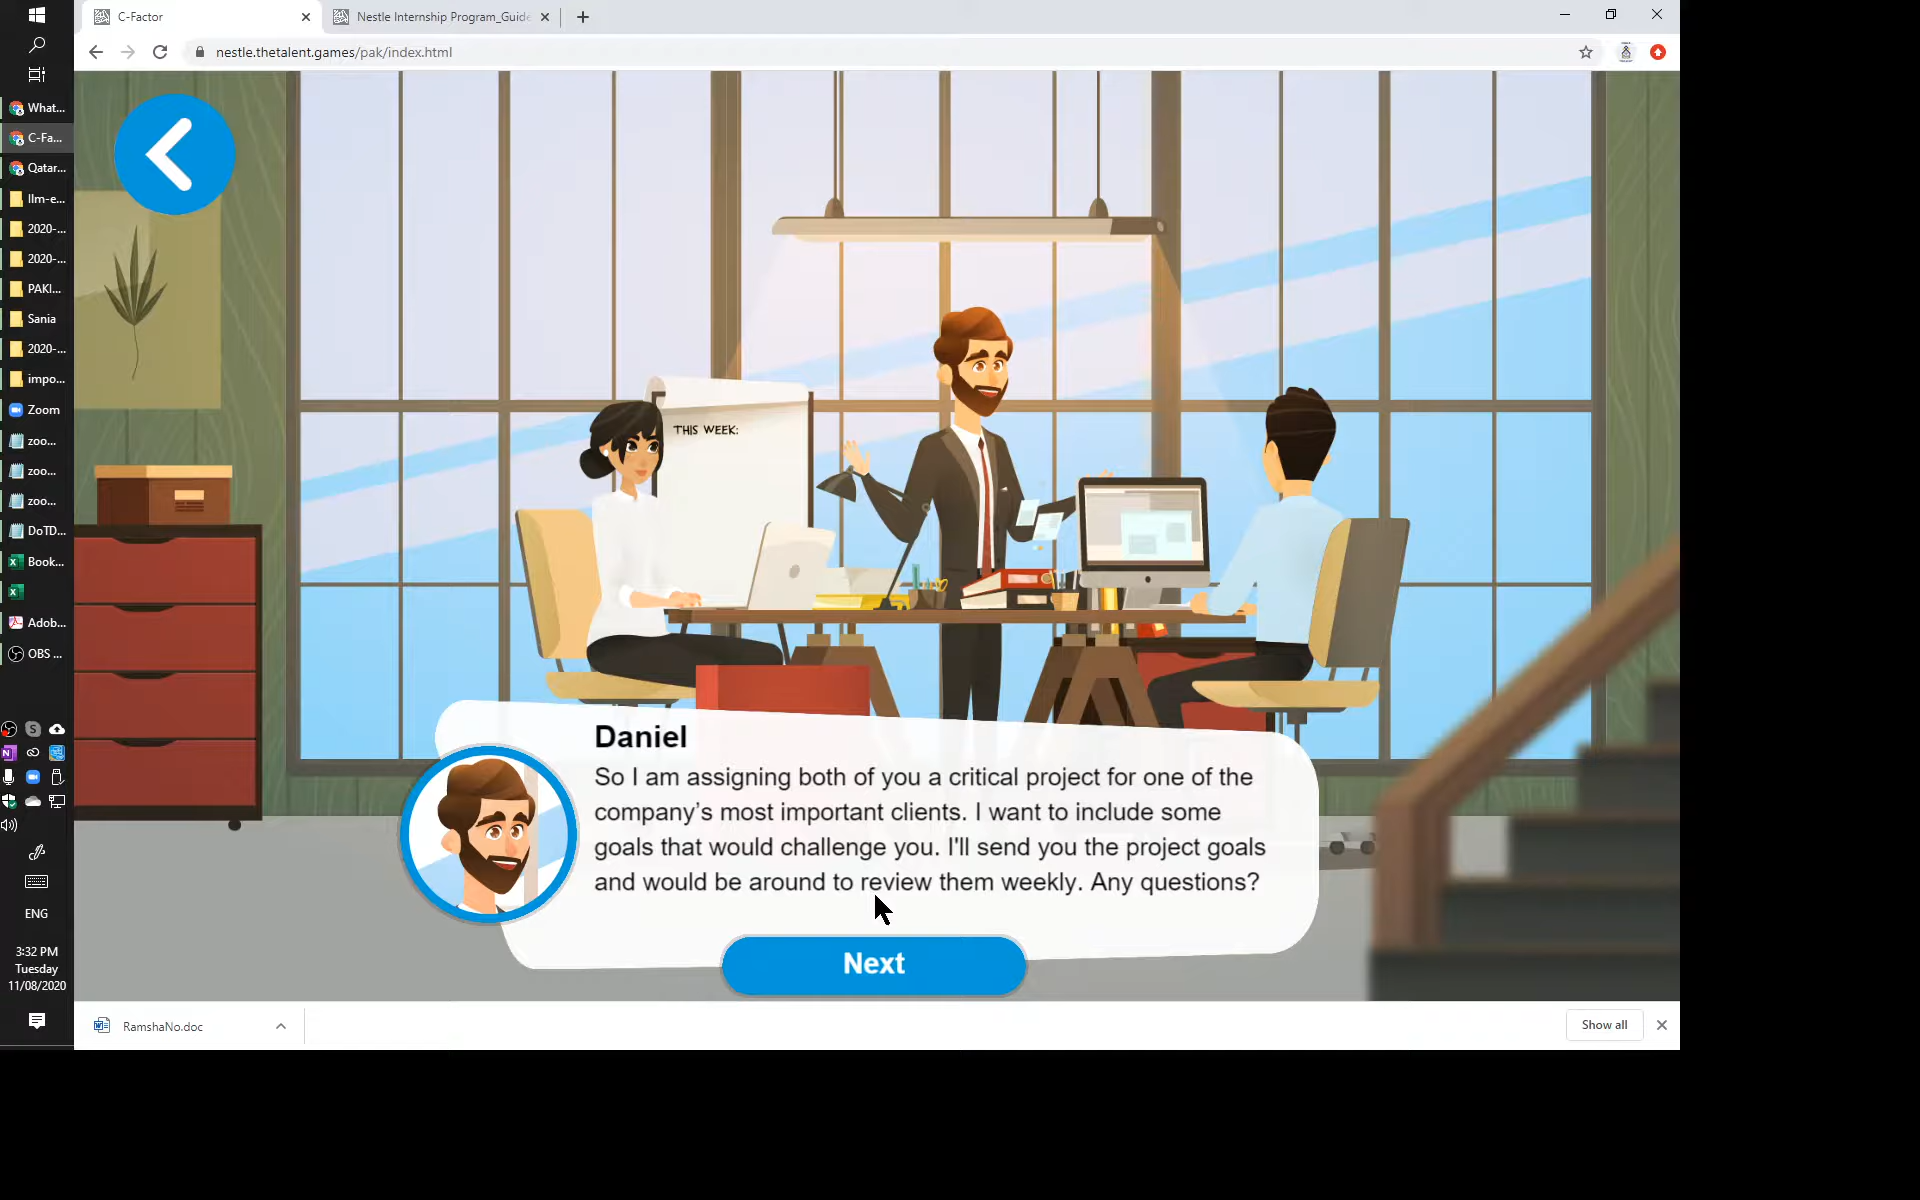 C-Factor
Nestle Internship Program_Guide
nestle.thetalent.games/pak/index.html
What...
C-Fa...
Qatar...
llm-e...
2020-...
2020-...
PAKI...
Sania
2020-...
impo...
Zoom
zoo...
zoo...
zoo...
DoTD...
Book...
Adob...
OBS ...
ENG
3:32 PM
Tuesday
11/08/2020
THIS WEEK:
Daniel
So I am assigning both of you a critical project for one of the
company’s most important clients. I want to include some
goals that would challenge you. I'll send you the project goals
and would be around to review them weekly. Any questions?
Next
RamshaNo.doc
Show all